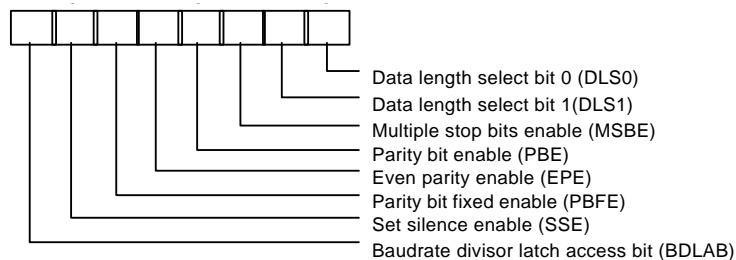 Data length select bit 0 (DLS0)
Data length select bit 1(DLS1)
Multiple stop bits enable (MSBE)
Parity bit enable (PBE)
Even parity enable (EPE)
Parity bit fixed enable (PBFE)
Set silence enable (SSE)
Baudrate divisor latch access bit (BDLAB)